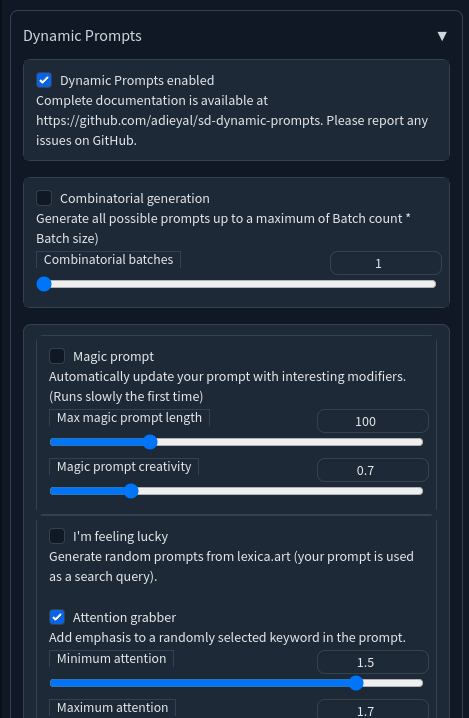 Dynamic Prompts ▼
Dynamic Prompts enabled
Complete documentation is available at
https://github.com/adieyal/sd-dynamic-prompts. Please report any
issues on GitHub.
Combinatorial generation
Generate all possible prompts up to a maximum of Batch count *
Batch size)
Combinatorial batches 1
Magic prompt
Automatically update your prompt with interesting modifiers.
(Runs slowly the first time)
Max magic prompt length 100
Magic prompt creativity 0.7
I'm feeling lucky
Generate random prompts from lexica.art (your prompt is used
as a search query).
Attention grabber
Add emphasis to a randomly selected keyword in the prompt.
Minimum attention 1.5
Maximum attention 1.7